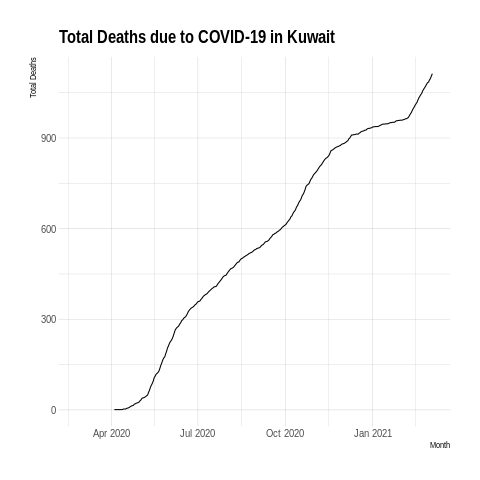 Total Deaths due to COVID-19 in Kuwait
Total Deaths
900
600
300
0
Apr 2020
Jul 2020
Oct 2020
Jan 2021
Month